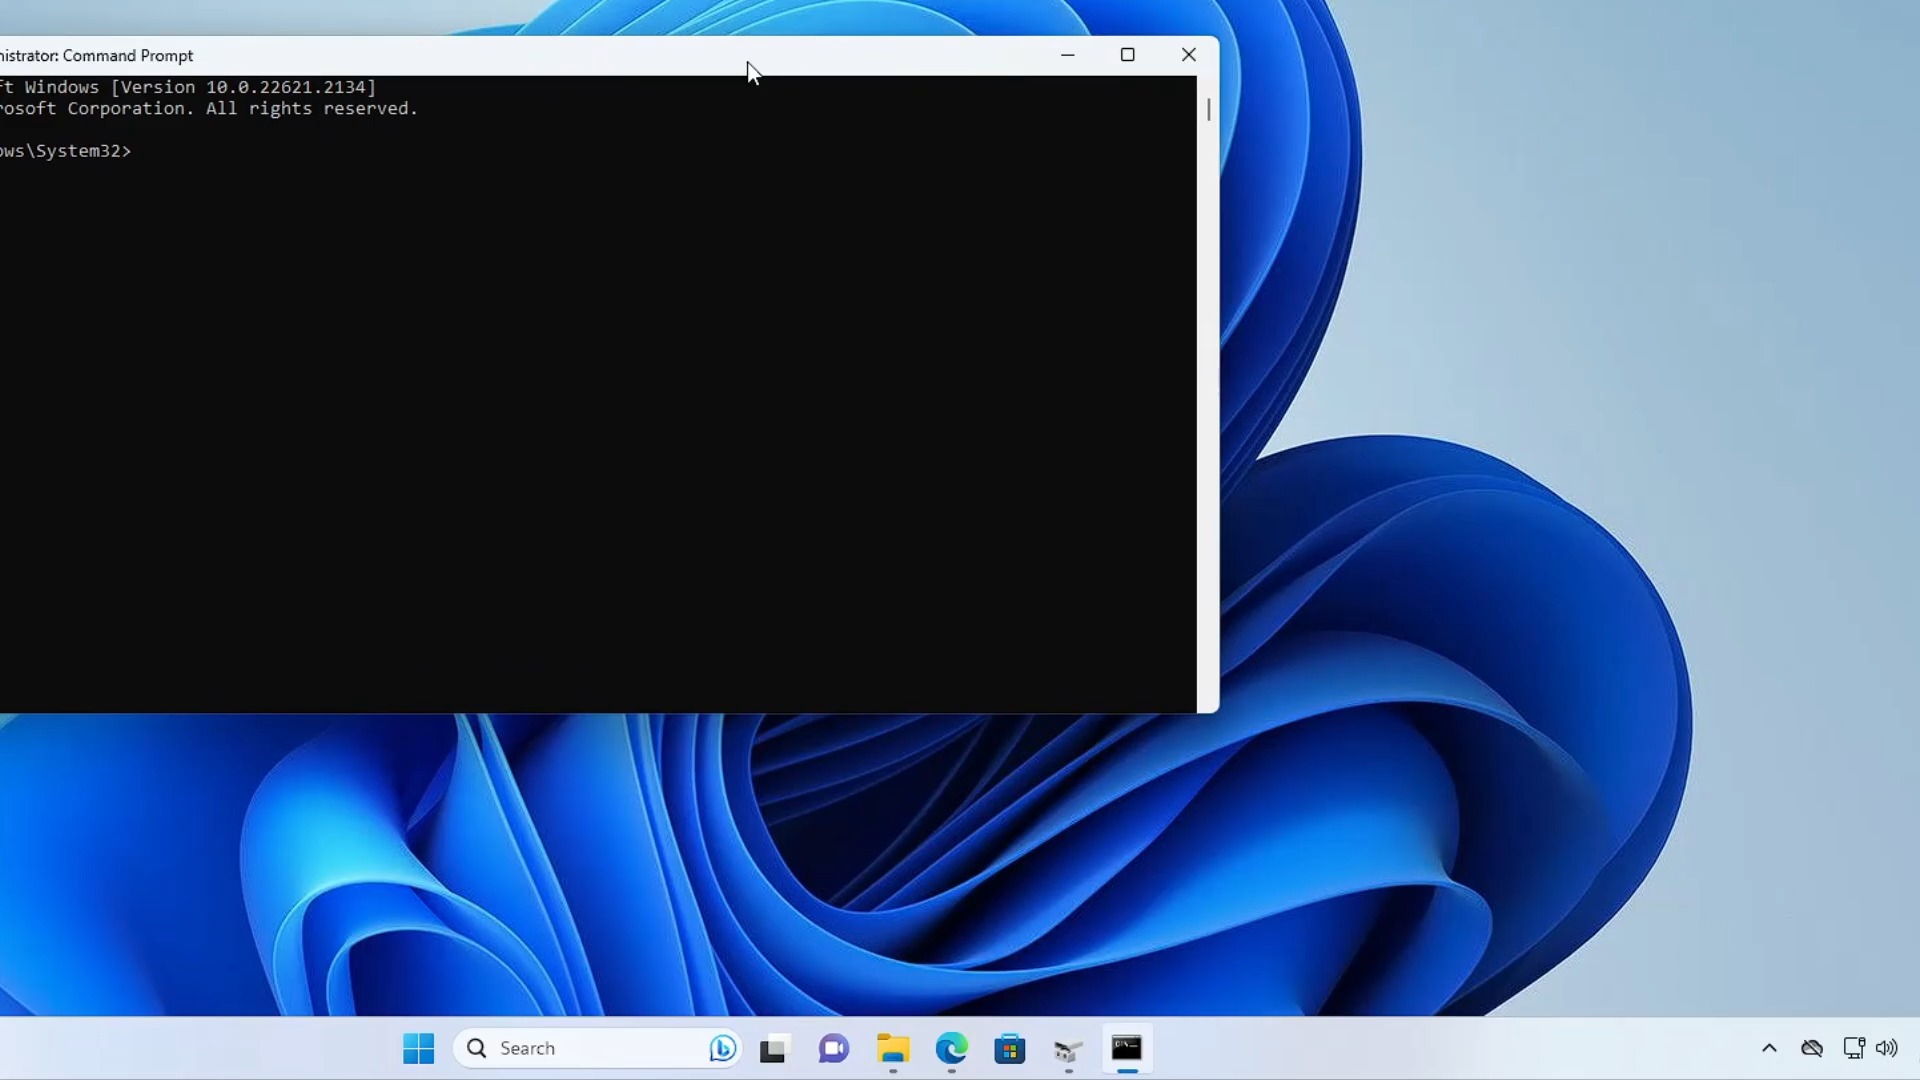 nistrator: Command Prompt
ft Windows [Version 10.0.22621.2134]
rosoft Corporation. All rights reserved.
ows\System32>
Search